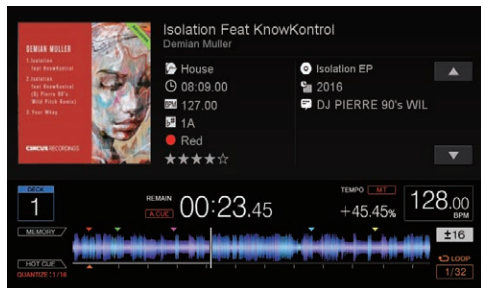 DEMIAN MULLER
1.Isolation
feat KnowKontrol
2.Isolation
feat KnowKontrol
(DJ Pierre 90's
Wild Pitch Remix)
3.Your Whay
CIRCUS RECORDINGS
Isolation Feat KnowKontrol
Demian Muller
House
08:09.00
BPM 127.00
1A
Red
★★★★☆
Isolation EP
2016
DJ PIERRE 90's WIL
DECK
1
REMAIN
A.CUE
00:23.45
TEMPO MT
+45.45%
128.00
BPM
MEMORY
±16
HOT CUE
QUANTIZE :1/16
LOOP
1/32